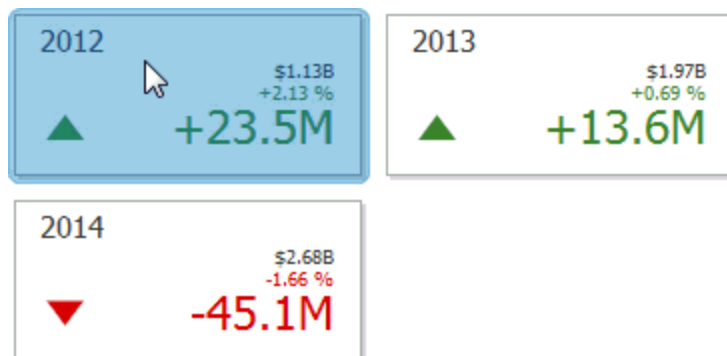 2012
$1.13B
+2.13 %
+23.5M
2013
$1.97B
+0.69 %
+13.6M
2014
$2.68B
-1.66 %
-45.1M